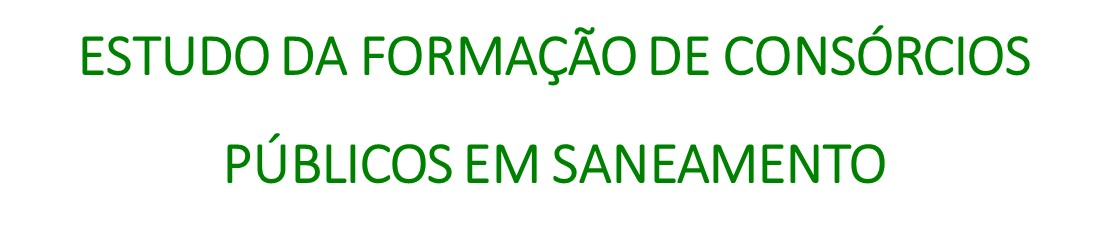 ESTUDO DA FORMAÇÃO DE CONSÓRCIOS
PÚBLICOS EM SANEAMENTO